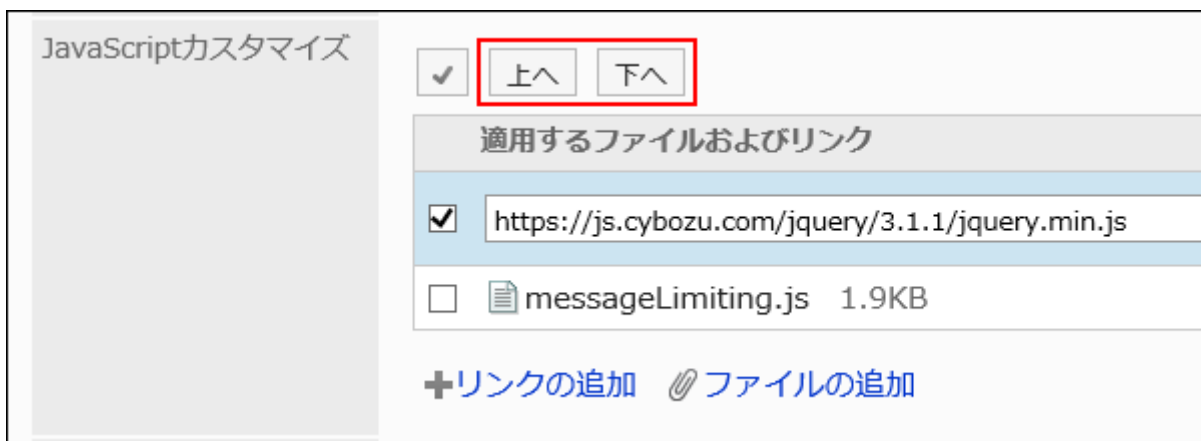 JavaScriptカスタマイズ
上へ 下へ
適用するファイルおよびリンク
https://js.cybozu.com/jquery/3.1.1/jquery.min.js
messageLimiting.js 1.9KB
リンクの追加 ファイルの追加